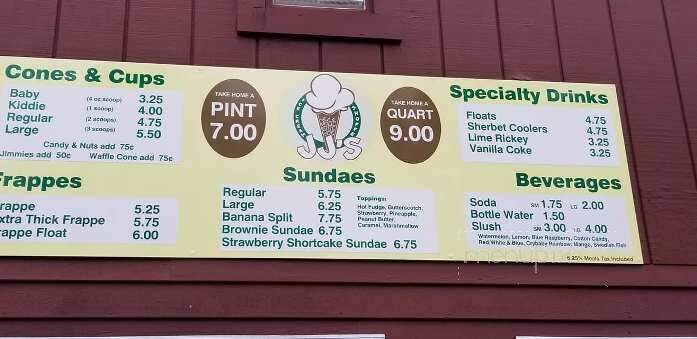 Cones & Cups
Baby (4 oz scoop) 3.25
Kiddie (1 scoop) 4.00
Regular (2 scoops) 4.75
Large (3 scoops) 5.50
Candy & Nuts add 75¢
Jimmies add 50¢ Waffle Cone add 75¢
Frappes
rappe 5.25
xtra Thick Frappe 5.75
rappe Float 6.00
TAKE HOME A
PINT
7.00
JU'S
TAKE HOME A
QUART
9.00
Sundaes
Regular 5.75
Large 6.25
Banana Split 7.75
Brownie Sundae 6.75
Strawberry Shortcake Sundae 6.75
Toppings:
Hot Fudge, Butterscotch,
Strawberry, Pineapple,
Peanut Butter,
Caramel, Marshmallow
Specialty Drinks
Floats 4.75
Sherbet Coolers 4.75
Lime Rickey 3.25
Vanilla Coke 3.25
Beverages
Soda SM 1.75 LG 2.00
Bottle Water 1.50
Slush SM 3.00 LG 4.00
Watermelon, Lemon, Blue Raspberry, Cotton Candy,
Red White & Blue, Crybaby Rainbow, Mango, Swedish Fish
6.25% Meals Tax Included